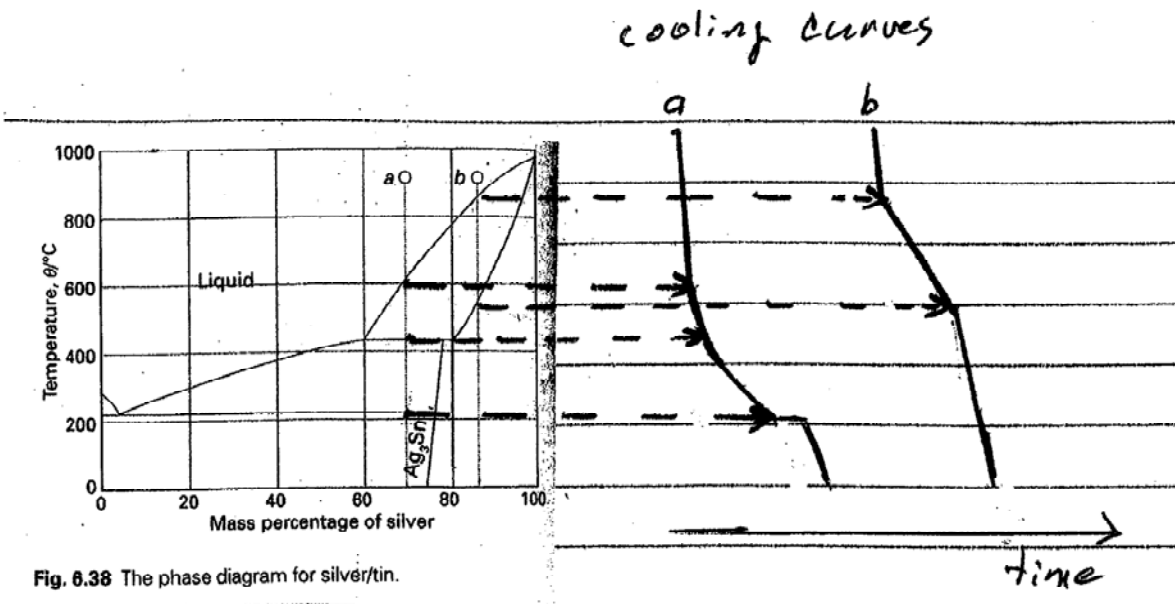 cooling curves
a b
1000
a b
800
Liquid
600
400
200
Ag₃Sn
0
0 20 40 60 80 100
Temperature, θ/°C
Mass percentage of silver
time
Fig. 6.38 The phase diagram for silver/tin.